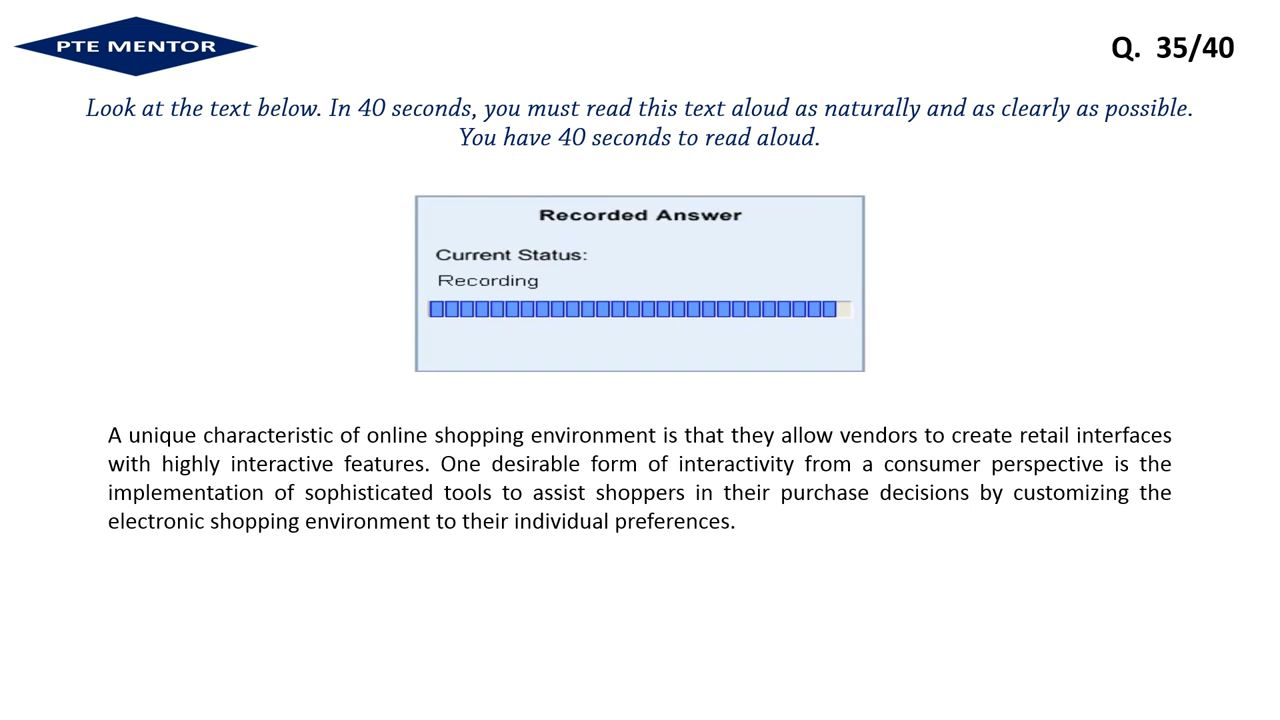 PTE MENTOR
Q. 35/40
Look at the text below. In 40 seconds, you must read this text aloud as naturally and as clearly as possible.
You have 40 seconds to read aloud.
Recorded Answer
Current Status:
Recording
A unique characteristic of online shopping environment is that they allow vendors to create retail interfaces
with highly interactive features. One desirable form of interactivity from a consumer perspective is the
implementation of sophisticated tools to assist shoppers in their purchase decisions by customizing the
electronic shopping environment to their individual preferences.